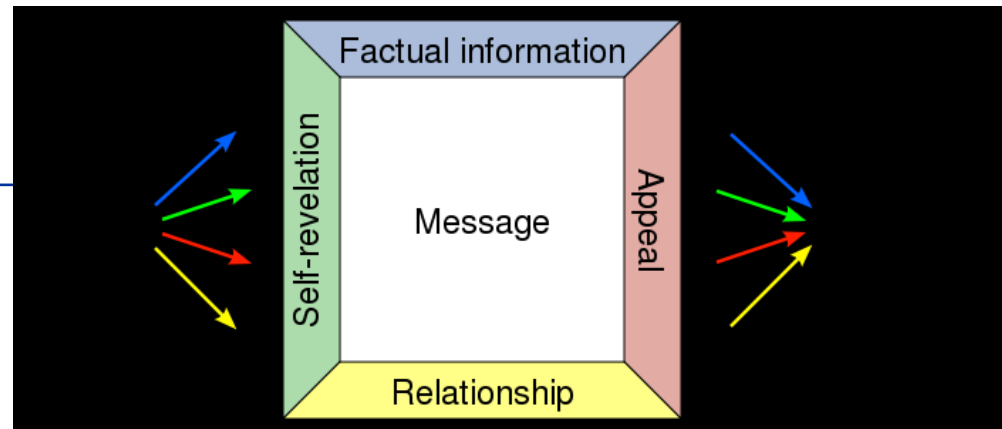 Factual information
Self-revelation
Message
Appeal
Relationship